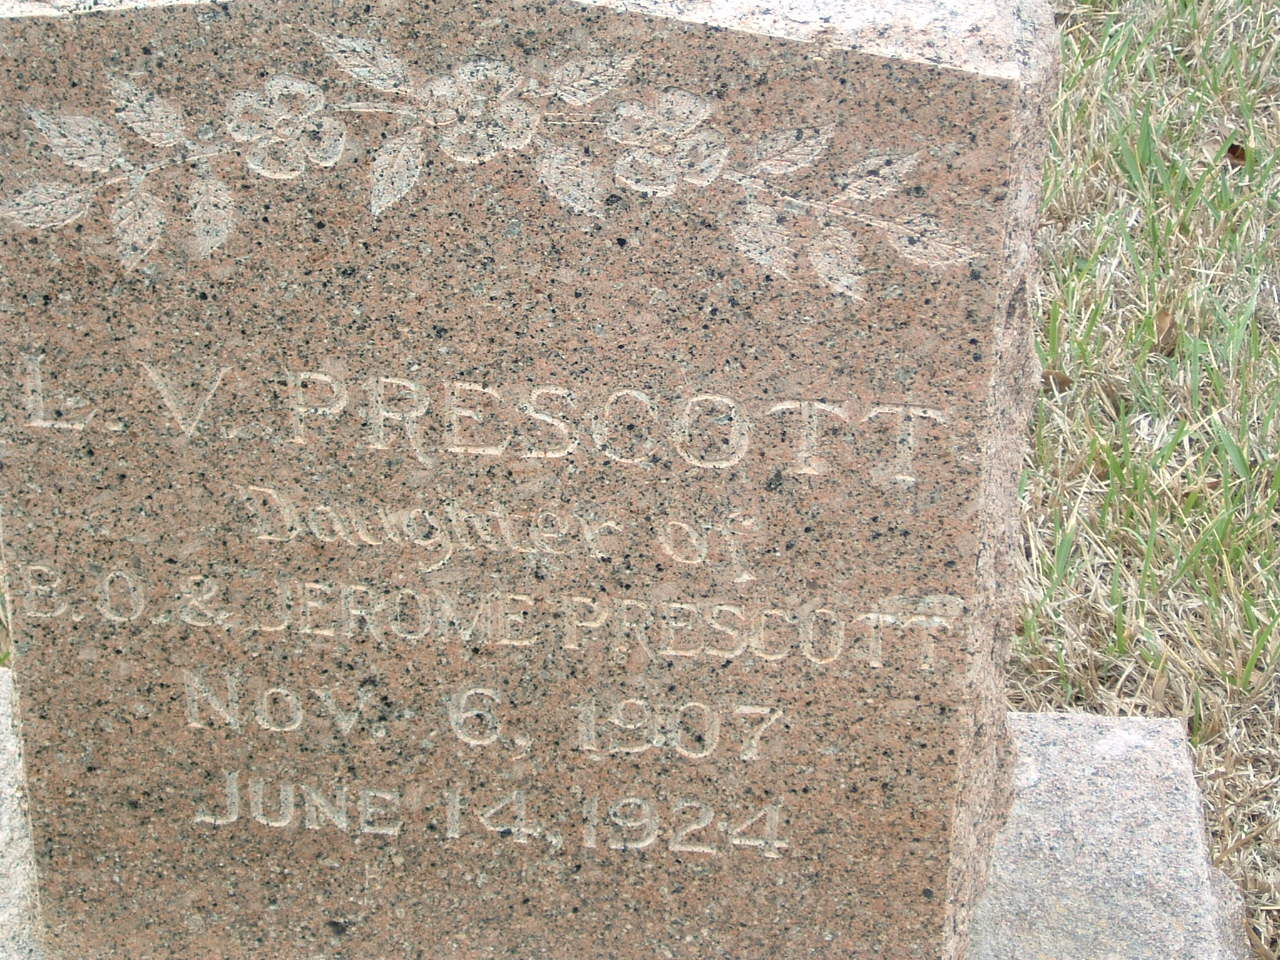 L. V. PRESCOTT
Daughter of
B. O. & JEROME PRESCOTT
NOV. 6, 1907
JUNE 14, 1924